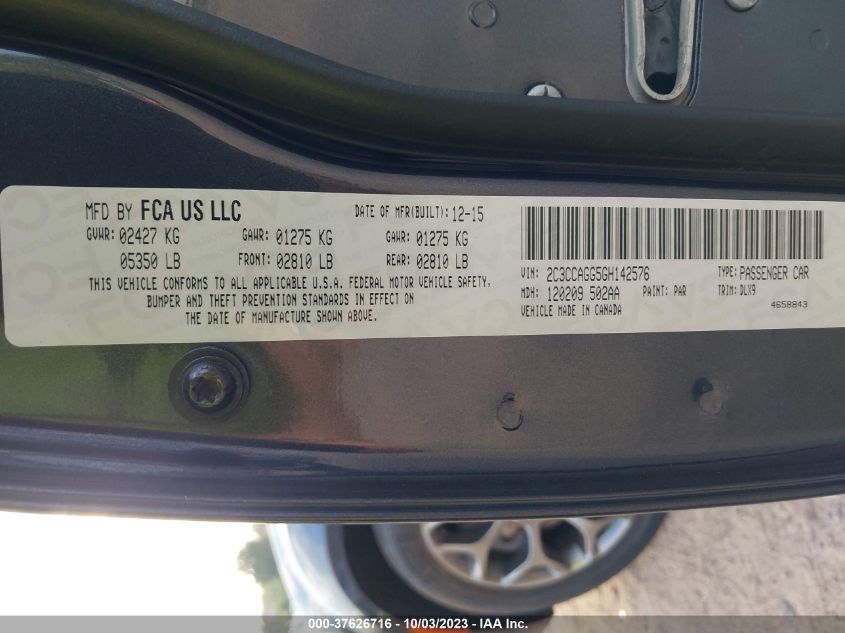 MFD BY FCA US LLC DATE OF MFR(BUILT): 12-15
GVWR: 02427 KG GAWR: 01275 KG GAWR: 01275 KG
05350 LB FRONT: 02810 LB REAR: 02810 LB
THIS VEHICLE CONFORMS TO ALL APPLICABLE U.S.A. FEDERAL MOTOR VEHICLE SAFETY,
BUMPER AND THEFT PREVENTION STANDARDS IN EFFECT ON
THE DATE OF MANUFACTURE SHOWN ABOVE.
VIN: 2C3CCAGG5GH142576 TYPE: PASSENGER CAR
MDH: 120209 502AA PAINT: PAR TRIM: DLX9
VEHICLE MADE IN CANADA 4658843
000-37626716 - 10/03/2023 - IAA Inc.